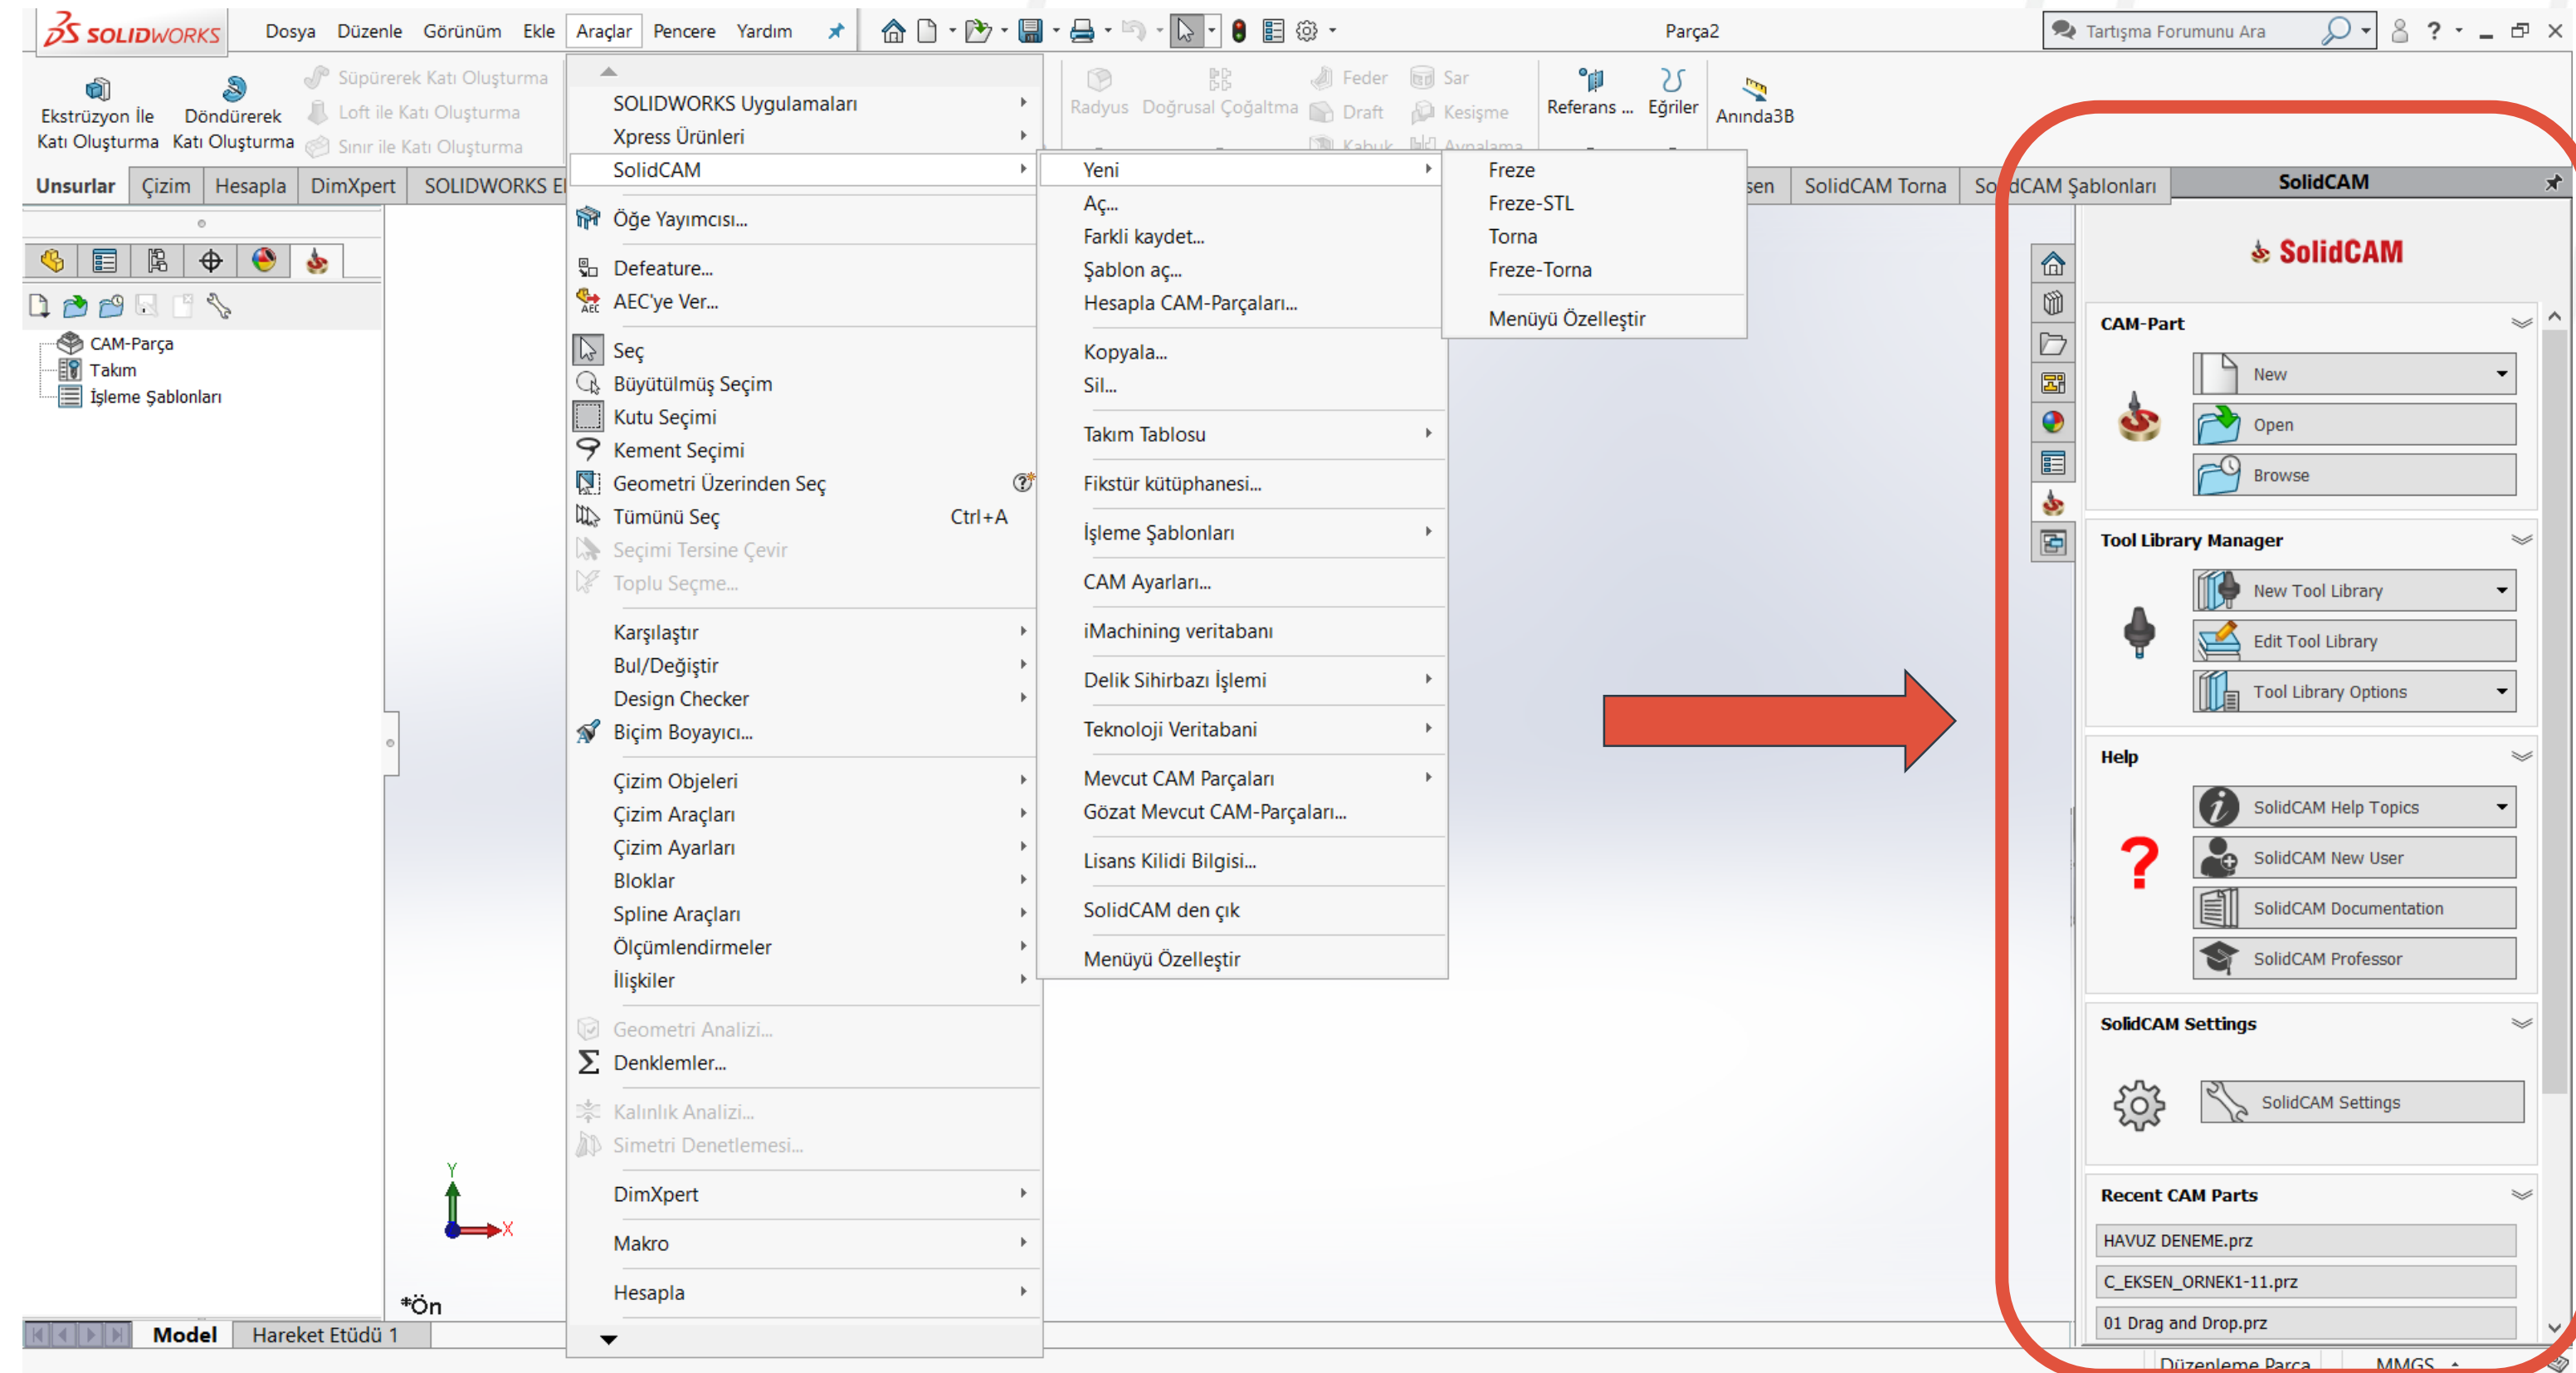 SOLIDWORKS
Dosya Düzenle Görünüm Ekle Araçlar Pencere Yardım
Parça2
Tartışma Forumunu Ara
Ekstrüzyon İle Katı Oluşturma
Döndürerek Katı Oluşturma
Süpürerek Katı Oluşturma
Loft ile Katı Oluşturma
Sınır ile Katı Oluşturma
Radyus
Doğrusal Çoğaltma
Feder
Draft
Kabuk
Sar
Kesişme
Aynalama
Referans ...
Eğriler
Anında3B
Unsurlar Çizim Hesapla DimXpert SOLIDWORKS
SolidCAM Torna
SolidCAM Şablonları
CAM-Parça
Takım
İşleme Şablonları
SOLIDWORKS Uygulamaları
Xpress Ürünleri
SolidCAM
Öğe Yayımcısı...
Defeature...
AEC'ye Ver...
Seç
Büyütülmüş Seçim
Kutu Seçimi
Kement Seçimi
Geometri Üzerinden Seç
Tümünü Seç Ctrl+A
Seçimi Tersine Çevir
Toplu Seçme...
Karşılaştır
Bul/Değiştir
Design Checker
Biçim Boyayıcı...
Çizim Objeleri
Çizim Araçları
Çizim Ayarları
Bloklar
Spline Araçları
Ölçümlendirmeler
İlişkiler
Geometri Analizi...
Denklemler...
Kalınlık Analizi...
Simetri Denetlemesi...
DimXpert
Makro
Hesapla
Yeni
Aç...
Farkli kaydet...
Şablon aç...
Hesapla CAM-Parçaları...
Kopyala...
Sil...
Takım Tablosu
Fikstür kütüphanesi...
İşleme Şablonları
CAM Ayarları...
iMachining veritabanı
Delik Sihirbazı İşlemi
Teknoloji Veritabani
Mevcut CAM Parçaları
Gözat Mevcut CAM-Parçaları...
Lisans Kilidi Bilgisi...
SolidCAM den çık
Menüyü Özelleştir
Freze
Freze-STL
Torna
Freze-Torna
Menüyü Özelleştir
SolidCAM
SolidCAM
CAM-Part
New
Open
Browse
Tool Library Manager
New Tool Library
Edit Tool Library
Tool Library Options
Help
SolidCAM Help Topics
SolidCAM New User
SolidCAM Documentation
SolidCAM Professor
SolidCAM Settings
SolidCAM Settings
Recent CAM Parts
HAVUZ DENEME.prz
C_EKSEN_ORNEK1-11.prz
01 Drag and Drop.prz
Y
X
*Ön
Model Hareket Etüdü 1
Düzenleme Parça MMGS